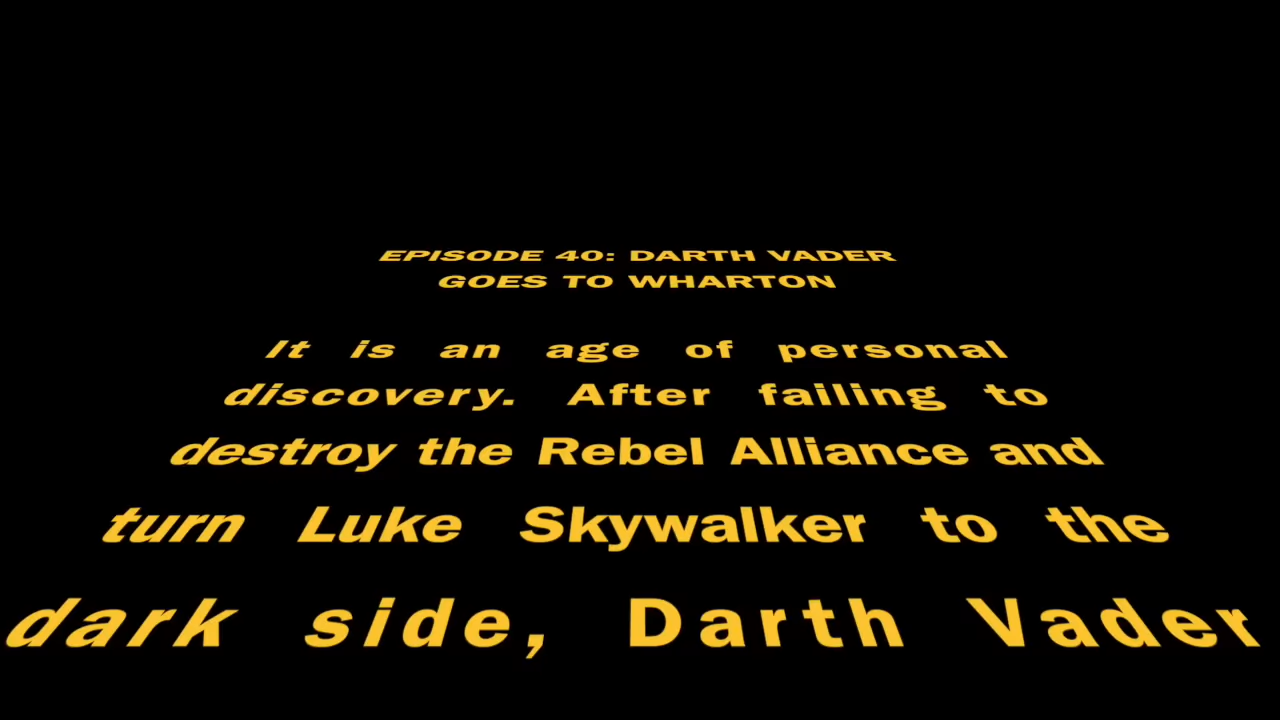 EPISODE 40: DARTH VADER
GOES TO WHARTON
It is an age of personal
discovery. After failing to
destroy the Rebel Alliance and
turn Luke Skywalker to the
dark side, Darth Vader